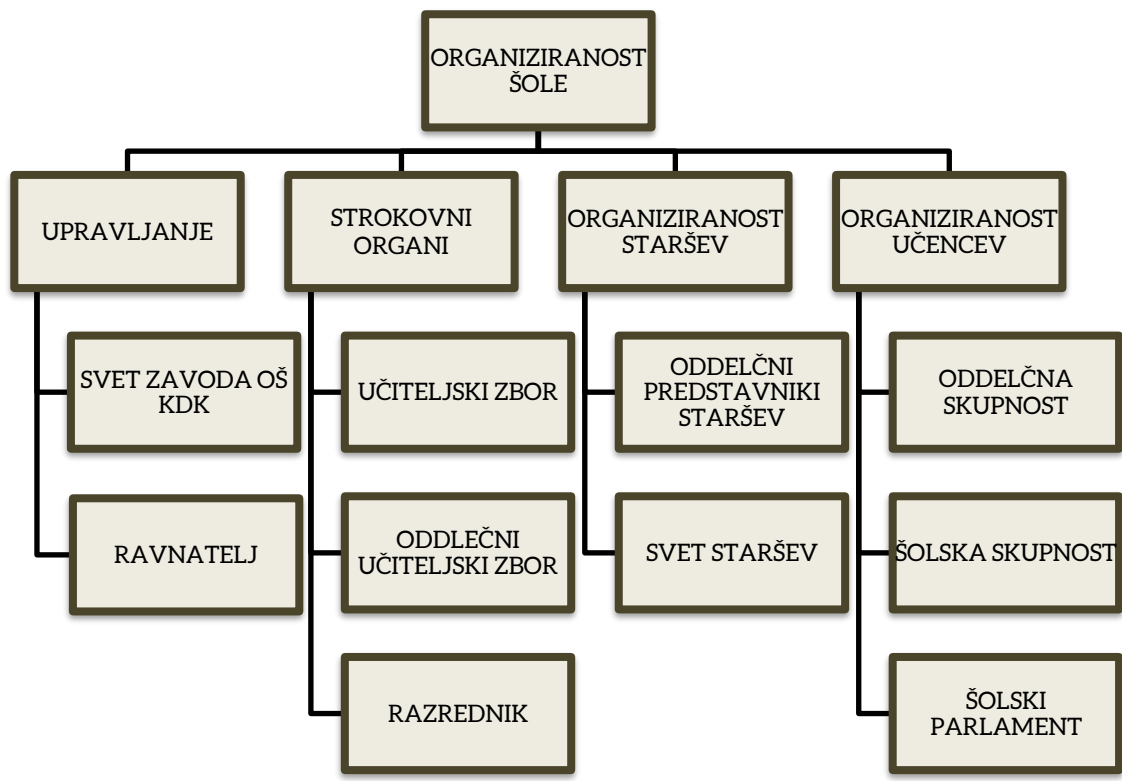 ORGANIZIRANOST
ŠOLE
UPRAVLJANJE
STROKOVNI
ORGANI
ORGANIZIRANOST
STARŠEV
ORGANIZIRANOST
UČENCEV
SVET ZAVODA OŠ
KDK
UČITELJSKI ZBOR
ODDELČNI
PREDSTAVNIKI
STARŠEV
ODDELČNA
SKUPNOST
RAVNATELJ
ODDLEČNI
UČITELJSKI ZBOR
SVET STARŠEV
ŠOLSKA SKUPNOST
RAZREDNIK
ŠOLSKI
PARLAMENT